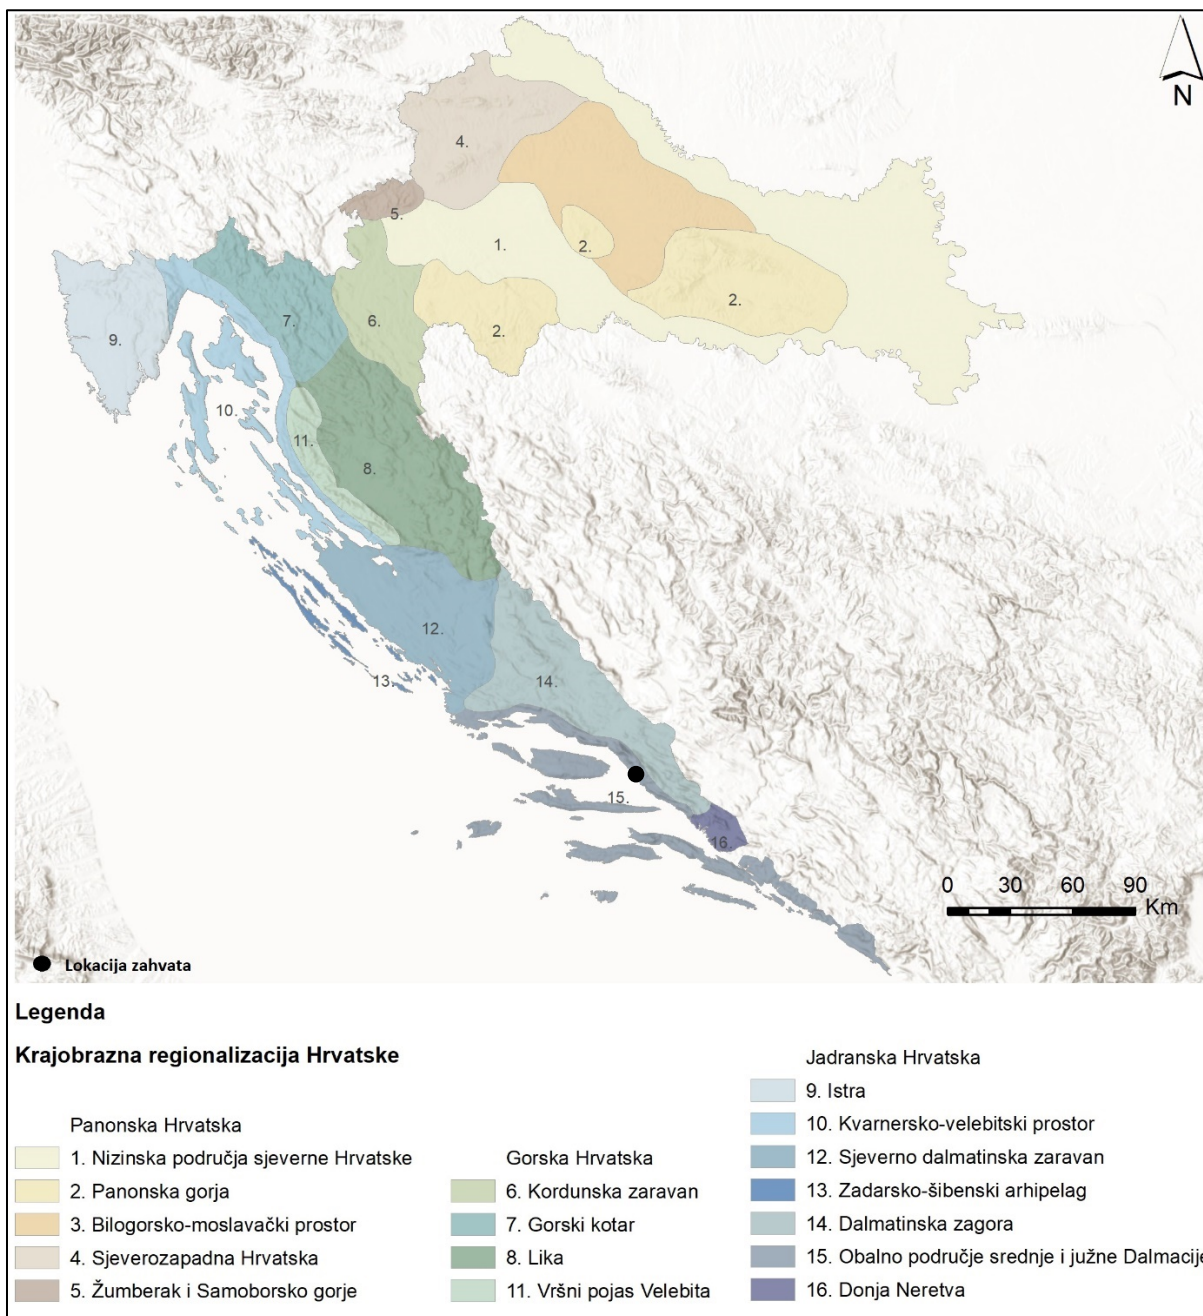 N
4.
5.
1.
2.
2.
7.
6.
2.
9.
10.
11.
8.
12.
13.
14.
15.
16.
0 30 60 90
Km
Lokacija zahvata
Legenda
Krajobrazna regionalizacija Hrvatske
Panonska Hrvatska
1. Nizinska područja sjeverne Hrvatske
2. Panonska gorja
3. Bilogorsko-moslavački prostor
4. Sjeverozapadna Hrvatska
5. Žumberak i Samoborsko gorje
Gorska Hrvatska
6. Kordunska zaravan
7. Gorski kotar
8. Lika
11. Vršni pojas Velebita
Jadranska Hrvatska
9. Istra
10. Kvarnersko-velebitski prostor
12. Sjeverno dalmatinska zaravan
13. Zadarsko-šibenski arhipelag
14. Dalmatinska zagora
15. Obalno područje srednje i južne Dalmacije
16. Donja Neretva